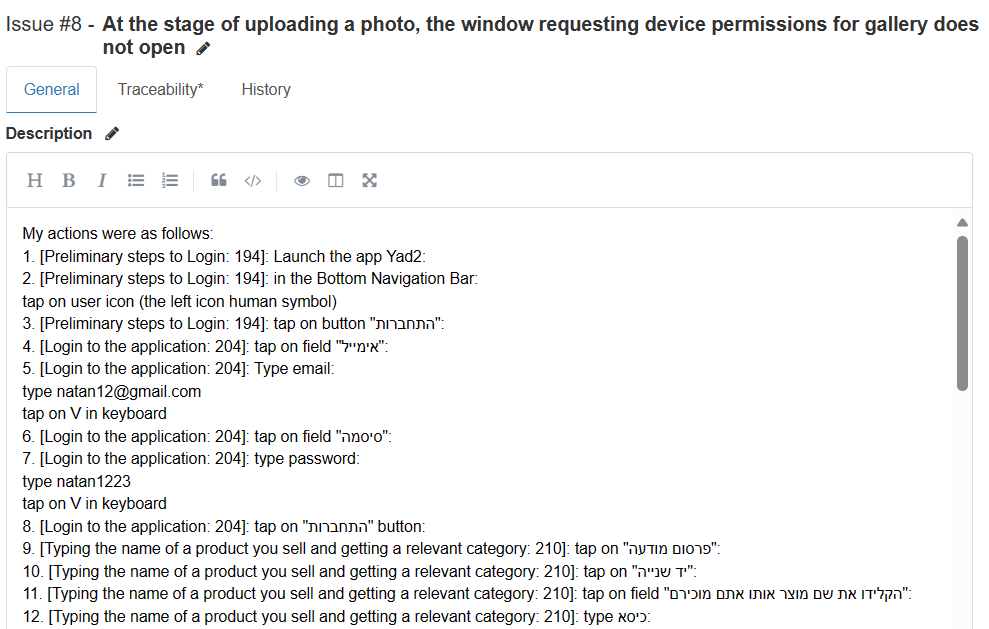 Issue #8 - At the stage of uploading a photo, the window requesting device permissions for gallery does
not open
General Traceability* History
Description
H B I
My actions were as follows:
1. [Preliminary steps to Login: 194]: Launch the app Yad2:
2. [Preliminary steps to Login: 194]: in the Bottom Navigation Bar:
tap on user icon (the left icon human symbol)
3. [Preliminary steps to Login: 194]: tap on button "התחברות":
4. [Login to the application: 204]: tap on field "אימייל":
5. [Login to the application: 204]: Type email:
type natan12@gmail.com
tap on V in keyboard
6. [Login to the application: 204]: tap on field "סיסמה":
7. [Login to the application: 204]: type password:
type natan1223
tap on V in keyboard
8. [Login to the application: 204]: tap on "התחברות" button:
9. [Typing the name of a product you sell and getting a relevant category: 210]: tap on "פרסום מודעה":
10. [Typing the name of a product you sell and getting a relevant category: 210]: tap on "יד שנייה":
11. [Typing the name of a product you sell and getting a relevant category: 210]: tap on field "הקלידו את שם מוצר אותו אתם מוכירם":
12. [Typing the name of a product you sell and getting a relevant category: 210]: type כיסא: